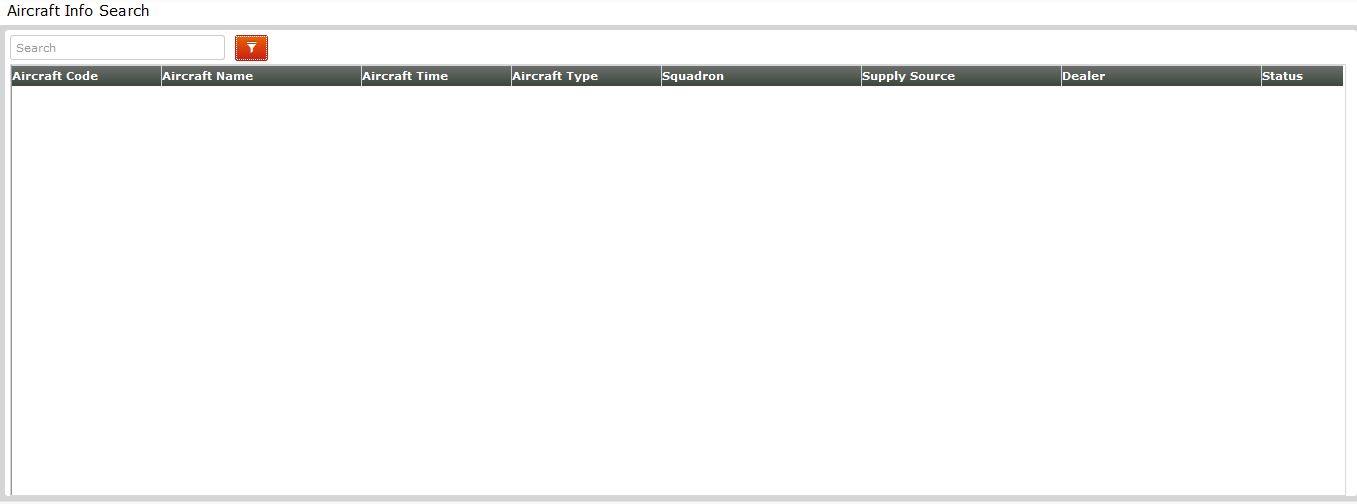 Aircraft Info Search
Search
Aircraft Code Aircraft Name Aircraft Time Aircraft Type Squadron Supply Source Dealer Status